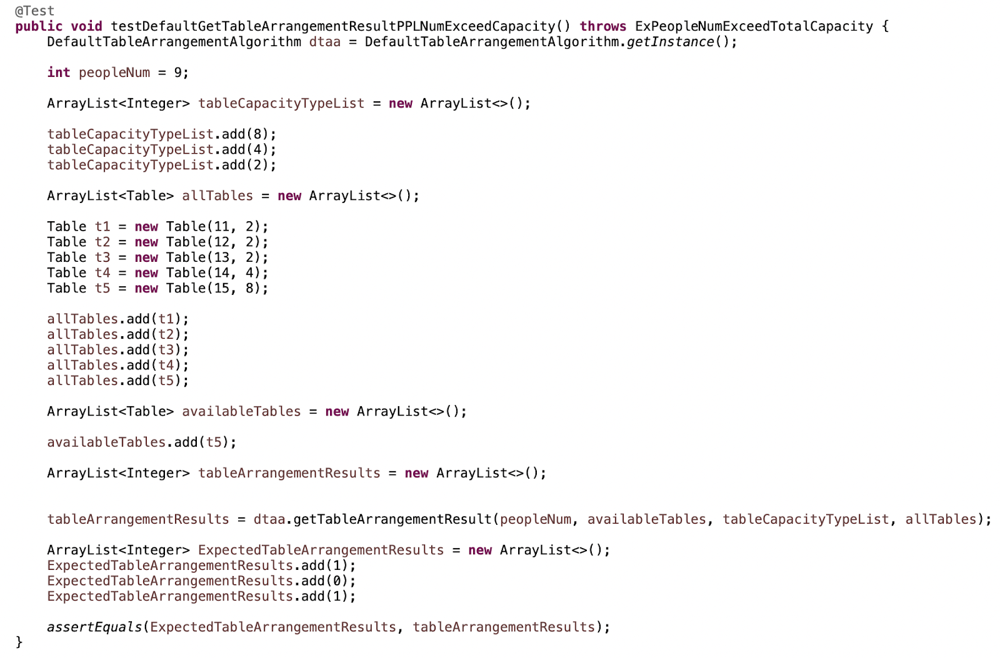 @Test
public void testDefaultGetTableArrangementResultPPLNumExceedCapacity() throws ExPeopleNumExceedTotalCapacity {
    DefaultTableArrangementAlgorithm dtaa = DefaultTableArrangementAlgorithm.getInstance();

    int peopleNum = 9;

    ArrayList<Integer> tableCapacityTypeList = new ArrayList<>();

    tableCapacityTypeList.add(8);
    tableCapacityTypeList.add(4);
    tableCapacityTypeList.add(2);

    ArrayList<Table> allTables = new ArrayList<>();

    Table t1 = new Table(11, 2);
    Table t2 = new Table(12, 2);
    Table t3 = new Table(13, 2);
    Table t4 = new Table(14, 4);
    Table t5 = new Table(15, 8);

    allTables.add(t1);
    allTables.add(t2);
    allTables.add(t3);
    allTables.add(t4);
    allTables.add(t5);

    ArrayList<Table> availableTables = new ArrayList<>();

    availableTables.add(t5);

    ArrayList<Integer> tableArrangementResults = new ArrayList<>();

    tableArrangementResults = dtaa.getTableArrangementResult(peopleNum, availableTables, tableCapacityTypeList, allTables);

    ArrayList<Integer> ExpectedTableArrangementResults = new ArrayList<>();
    ExpectedTableArrangementResults.add(1);
    ExpectedTableArrangementResults.add(0);
    ExpectedTableArrangementResults.add(1);

    assertEquals(ExpectedTableArrangementResults, tableArrangementResults);
}